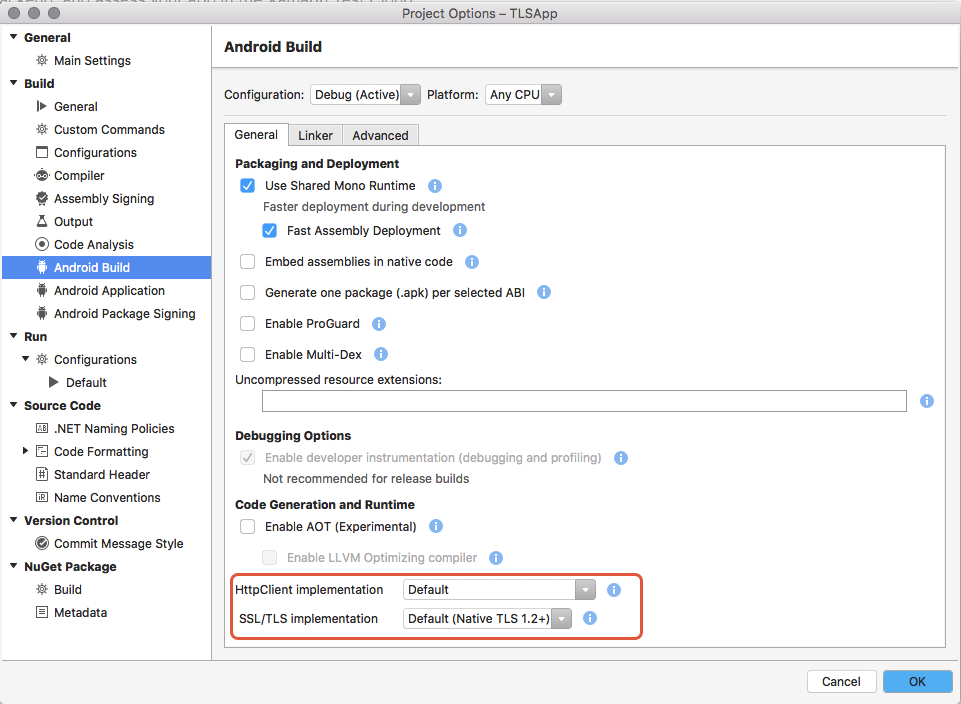 Project Options – TLSApp
General
Main Settings
Build
General
Custom Commands
Configurations
Compiler
Assembly Signing
Output
Code Analysis
Android Build
Android Application
Android Package Signing
Run
Configurations
Default
Source Code
.NET Naming Policies
Code Formatting
Standard Header
Name Conventions
Version Control
Commit Message Style
NuGet Package
Build
Metadata
Android Build
Configuration: Debug (Active) Platform: Any CPU
General Linker Advanced
Packaging and Deployment
Use Shared Mono Runtime
Faster deployment during development
Fast Assembly Deployment
Embed assemblies in native code
Generate one package (.apk) per selected ABI
Enable ProGuard
Enable Multi-Dex
Uncompressed resource extensions:
Debugging Options
Enable developer instrumentation (debugging and profiling)
Not recommended for release builds
Code Generation and Runtime
Enable AOT (Experimental)
Enable LLVM Optimizing compiler
HttpClient implementation Default
SSL/TLS implementation Default (Native TLS 1.2+)
Cancel OK